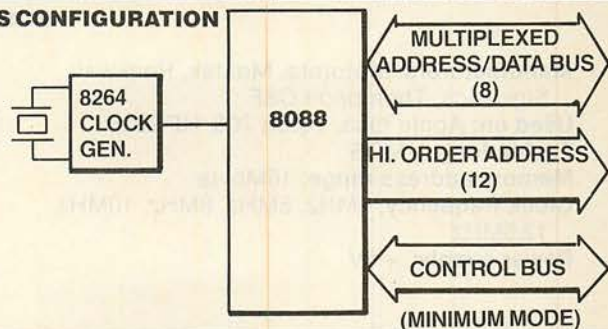 S CONFIGURATION
8264
CLOCK
GEN.
8088
MULTIPLEXED
ADDRESS/DATA BUS
(8)
HI. ORDER ADDRESS
(12)
CONTROL BUS
(MINIMUM MODE)